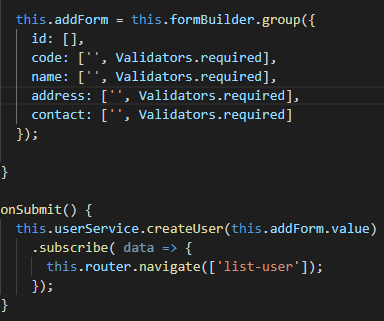 this.addForm = this.formBuilder.group({
id: [],
code: ['', Validators.required],
name: ['', Validators.required],
address: ['', Validators.required],
contact: ['', Validators.required]
});
}
onSubmit() {
this.userService.createUser(this.addForm.value)
.subscribe( data => {
this.router.navigate(['list-user']);
});
}